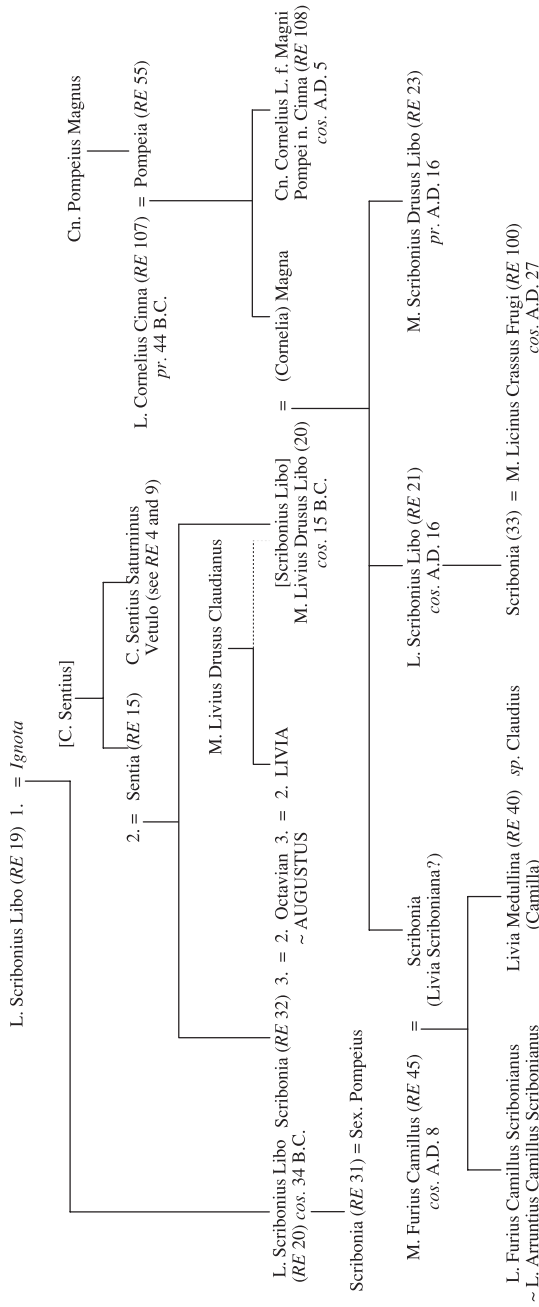 L. Scribonius Libo (RE 19) 1. = Ignota
[C. Sentius]
Cn. Pompeius Magnus
2. = Sentia (RE 15)
C. Sentius Saturninus
Vetulo (see RE 4 and 9)
L. Cornelius Cinna (RE 107) = Pompeia (RE 55)
pr. 44 B.C.
M. Livius Drusus Claudianus
L. Scribonius Libo
(RE 20) cos. 34 B.C.
Scribonia (RE 32) 3. = 2. Octavian 3. = 2. LIVIA
~ AUGUSTUS
[Scribonius Libo]
M. Livius Drusus Libo (20)
cos. 15 B.C.
= (Cornelia) Magna
Cn. Cornelius L. f. Magni
Pompei n. Cinna (RE 108)
cos. A.D. 5
Scribonia (RE 31) = Sex. Pompeius
M. Furius Camillus (RE 45) =
cos. A.D. 8
Scribonia
(Livia Scriboniana?)
L. Scribonius Libo (RE 21)
cos. A.D. 16
M. Scribonius Drusus Libo (RE 23)
pr. A.D. 16
L. Furius Camillus Scribonianus
~ L. Arruntius Camillus Scribonianus
Livia Medullina (RE 40) sp. Claudius
(Camilla)
Scribonia (33) = M. Licinus Crassus Frugi (RE 100)
cos. A.D. 27